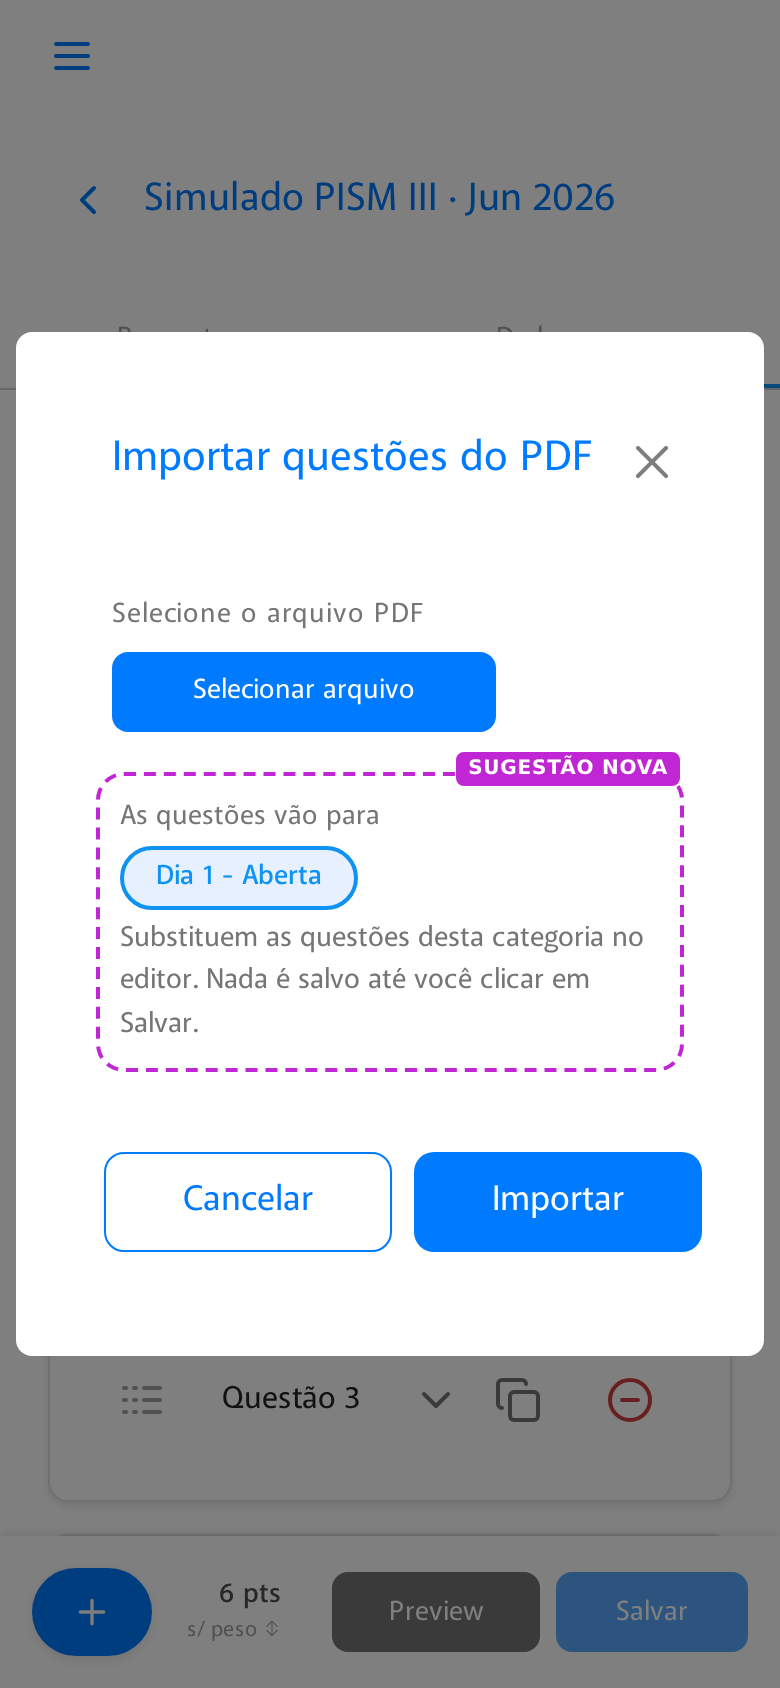 Simulado PISM III · Jun 2026
Importar questões do PDF
Selecione o arquivo PDF
Selecionar arquivo
SUGESTÃO NOVA
As questões vão para
Dia 1 - Aberta
Substituem as questões desta categoria no
editor. Nada é salvo até você clicar em
Salvar.
Cancelar
Importar
Questão 3
6 pts
s/ peso
Preview
Salvar